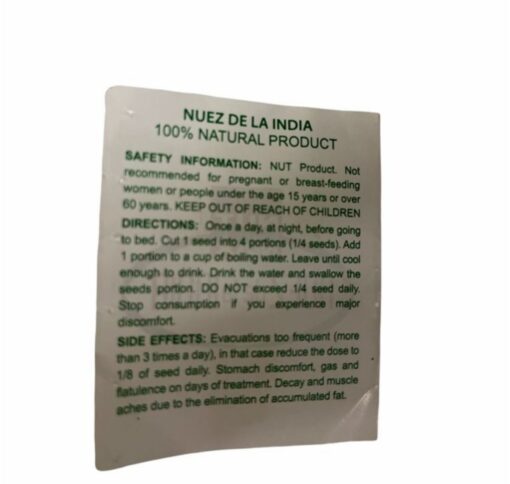 NUEZ DE LA INDIA
100% NATURAL PRODUCT
SAFETY INFORMATION: NUT Product. Not
recommended for pregnant or breast-feeding
women or people under the age 15 years or over
60 years. KEEP OUT OF REACH OF CHILDREN
DIRECTIONS: Once a day, at night, before going
to bed. Cut 1 seed into 4 portions (1/4 seeds). Add
1 portion to a cup of boiling water. Leave until cool
enough to drink. Drink the water and swallow the
seeds portion. DO NOT exceed 1/4 seed daily.
Stop consumption if you experience major
discomfort.
SIDE EFFECTS: Evacuations too frequent (more
than 3 times a day), in that case reduce the dose to
1/8 of seed daily. Stomach discomfort, gas and
flatulence on days of treatment. Decay and muscle
aches due to the elimination of accumulated fat.